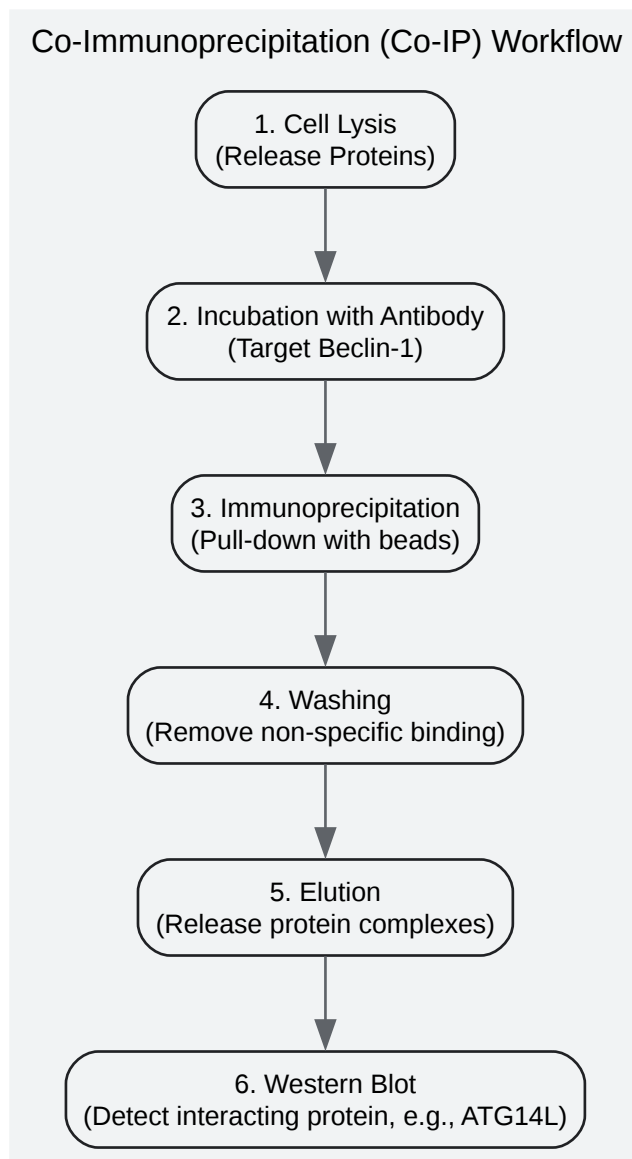 Co-Immunoprecipitation (Co-IP) Workflow
1. Cell Lysis
(Release Proteins)
2. Incubation with Antibody
(Target Beclin-1)
3. Immunoprecipitation
(Pull-down with beads)
4. Washing
(Remove non-specific binding)
5. Elution
(Release protein complexes)
6. Western Blot
(Detect interacting protein, e.g., ATG14L)